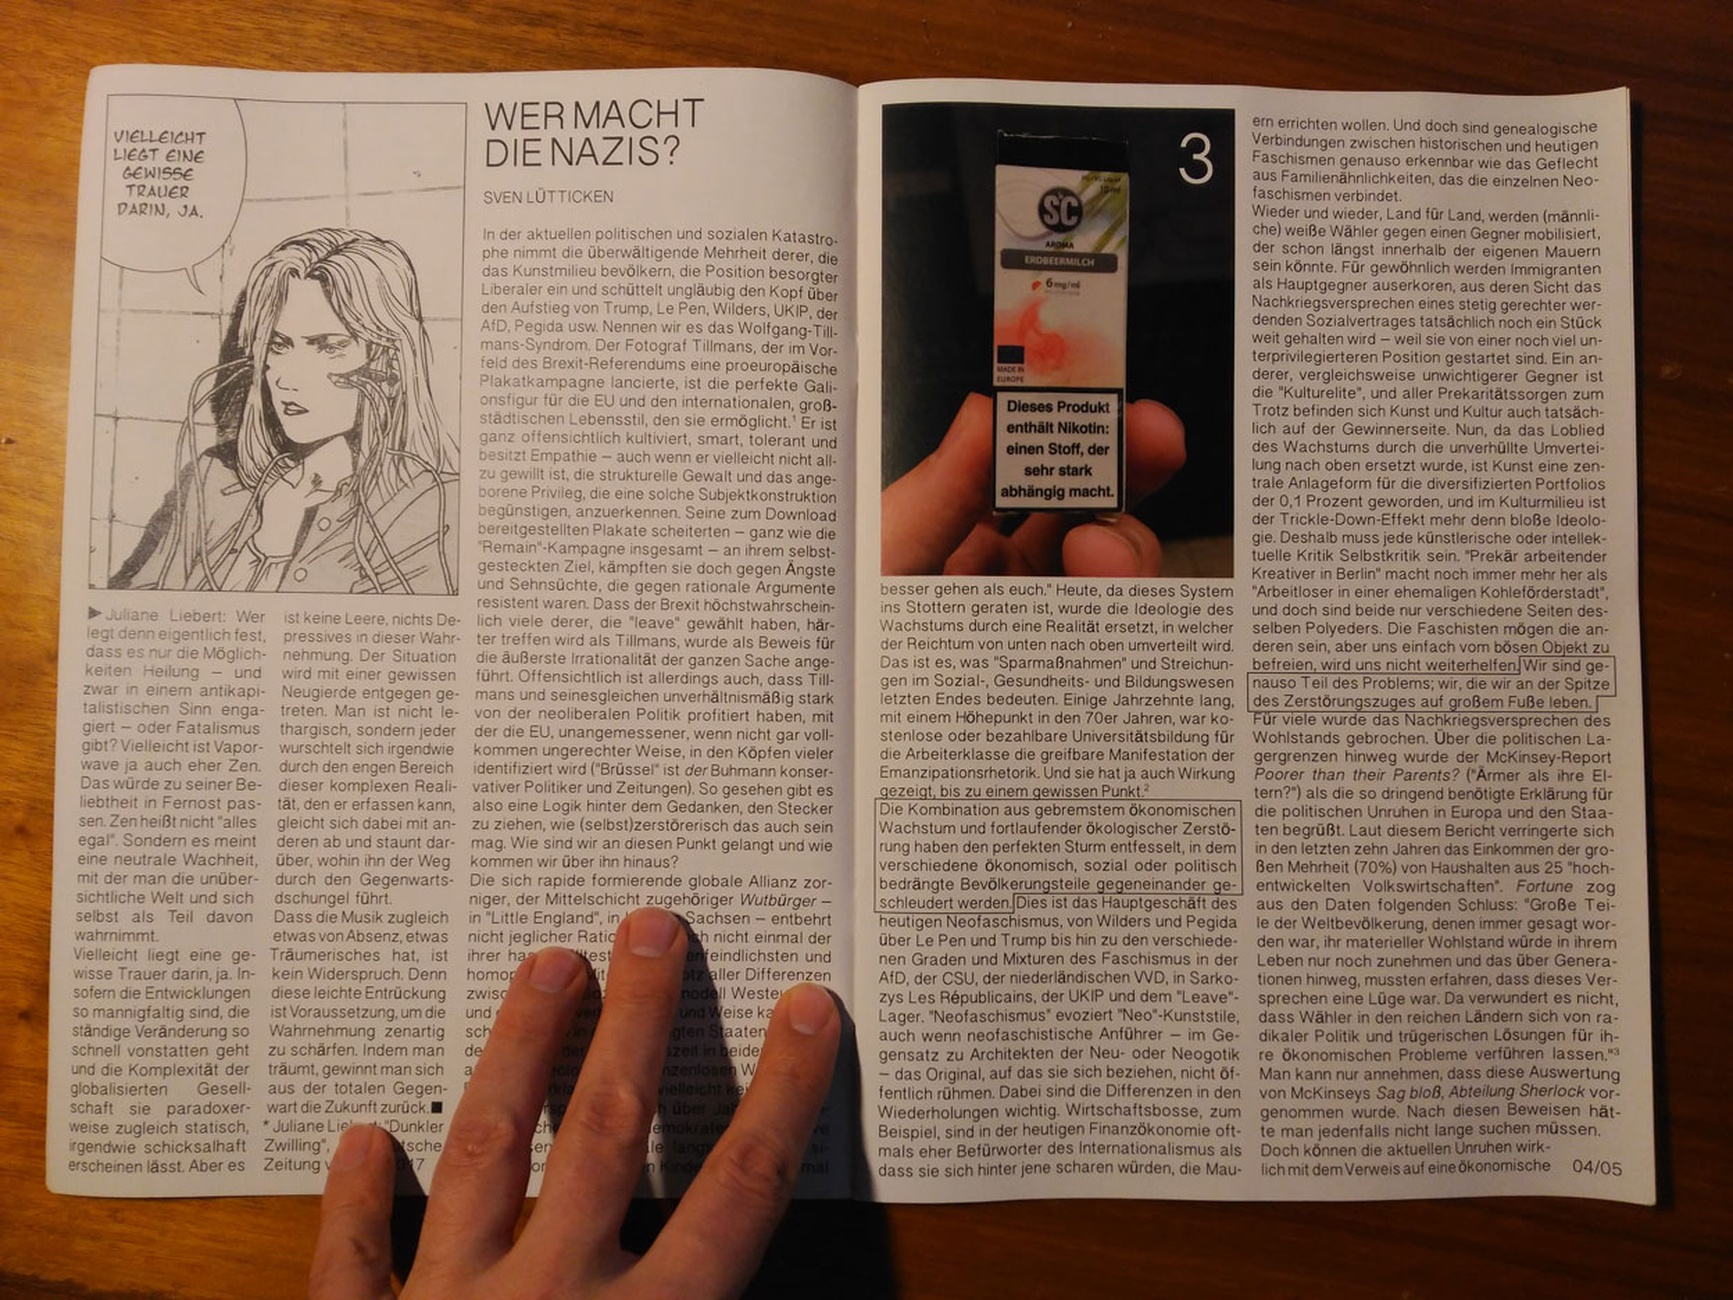 VIELLEICHT
LIEGT EINE
GEWISSE
TRAUER
DARIN, JA.
▶Juliane Liebert: Wer
legt denn eigentlich fest,
dass es nur die Möglich-
keiten Heilung – und
zwar in einem antikapi-
talistischen Sinn enga-
giert – oder Fatalismus
gibt? Vielleicht ist Vapor-
wave ja auch eher Zen.
Das würde zu seiner Be-
liebtheit in Fernost pas-
sen. Zen heißt nicht "alles
egal". Sondern es meint
eine neutrale Wachheit,
mit der man die unüber-
sichtliche Welt und sich
selbst als Teil davon
wahrnimmt.
Vielleicht liegt eine ge-
wisse Trauer darin, ja. In-
sofern die Entwicklungen
so mannigfaltig sind, die
ständige Veränderung so
schnell vonstatten geht
und die Komplexität der
globalisierten Gesell-
schaft sie paradoxer-
weise zugleich statisch,
irgendwie schicksalhaft
erscheinen lässt. Aber es
ist keine Leere, nichts De-
pressives in dieser Wahr-
nehmung. Der Situation
wird mit einer gewissen
Neugierde entgegen ge-
treten. Man ist nicht le-
thargisch, sondern jeder
wurschtelt sich irgendwie
durch den engen Bereich
dieser komplexen Reali-
tät, den er erfassen kann,
gleicht sich dabei mit an-
deren ab und staunt dar-
über, wohin ihn der Weg
durch den Gegenwarts-
dschungel führt.
Dass die Musik zugleich
etwas von Absenz, etwas
Träumerisches hat, ist
kein Widerspruch. Denn
diese leichte Entrückung
ist Voraussetzung, um die
Wahrnehmung zenartig
zu schärfen. Indem man
träumt, gewinnt man sich
aus der totalen Gegen-
wart die Zukunft zurück.■
* Juliane "Dunkler
Zwilling",
Zeitung
WER MACHT
DIE NAZIS?
SVEN LÜTTICKEN
In der aktuellen politischen und sozialen Katastro-
phe nimmt die überwältigende Mehrheit derer, die
das Kunstmilieu bevölkern, die Position besorgter
Liberaler ein und schüttelt ungläubig den Kopf über
den Aufstieg von Trump, Le Pen, Wilders, UKIP, der
AfD, Pegida usw. Nennen wir es das Wolfgang-Till-
mans-Syndrom. Der Fotograf Tillmans, der im Vor-
feld des Brexit-Referendums eine proeuropäische
Plakatkampagne lancierte, ist die perfekte Gali-
onsfigur für die EU und den internationalen, groß-
städtischen Lebensstil, den sie ermöglicht.¹ Er ist
ganz offensichtlich kultiviert, smart, tolerant und
besitzt Empathie – auch wenn er vielleicht nicht all-
zu gewillt ist, die strukturelle Gewalt und das ange-
borene Privileg, die eine solche Subjektkonstruktion
begünstigen, anzuerkennen. Seine zum Download
bereitgestellten Plakate scheiterten – ganz wie die
"Remain"-Kampagne insgesamt – an ihrem selbst-
gesteckten Ziel, kämpften sie doch gegen Ängste
und Sehnsüchte, die gegen rationale Argumente
resistent waren. Dass der Brexit höchstwahrschein-
lich viele derer, die "leave" gewählt haben, här-
ter treffen wird als Tillmans, wurde als Beweis für
die äußerste Irrationalität der ganzen Sache ange-
führt. Offensichtlich ist allerdings auch, dass Till-
mans und seinesgleichen unverhältnismäßig stark
von der neoliberalen Politik profitiert haben, mit
der die EU, unangemessener, wenn nicht gar voll-
kommen ungerechter Weise, in den Köpfen vieler
identifiziert wird ("Brüssel" ist der Buhmann konser-
vativer Politiker und Zeitungen). So gesehen gibt es
also eine Logik hinter dem Gedanken, den Stecker
zu ziehen, wie (selbst)zerstörerisch das auch sein
mag. Wie sind wir an diesen Punkt gelangt und wie
kommen wir über ihn hinaus?
Die sich rapide formierende globale Allianz zor-
niger, der Mittelschicht zugehöriger Wutbürger –
in "Little England", in Sachsen – entbehrt
nicht jeglicher nicht einmal der
ihrer
aller Differenzen
3
SC
AROMA
ERDBEERMILCH
6 mg/ml
MADE IN
EUROPE
Dieses Produkt
enthält Nikotin:
einen Stoff, der
sehr stark
abhängig macht.
besser gehen als euch." Heute, da dieses System
ins Stottern geraten ist, wurde die Ideologie des
Wachstums durch eine Realität ersetzt, in welcher
der Reichtum von unten nach oben umverteilt wird.
Das ist es, was "Sparmaßnahmen" und Streichun-
gen im Sozial-, Gesundheits- und Bildungswesen
letzten Endes bedeuten. Einige Jahrzehnte lang,
mit einem Höhepunkt in den 70er Jahren, war ko-
stenlose oder bezahlbare Universitätsbildung für
die Arbeiterklasse die greifbare Manifestation der
Emanzipationsrhetorik. Und sie hat ja auch Wirkung
gezeigt, bis zu einem gewissen Punkt.²
Die Kombination aus gebremstem ökonomischen
Wachstum und fortlaufender ökologischer Zerstö-
rung haben den perfekten Sturm entfesselt, in dem
verschiedene ökonomisch, sozial oder politisch
bedrängte Bevölkerungsteile gegeneinander ge-
schleudert werden. Dies ist das Hauptgeschäft des
heutigen Neofaschismus, von Wilders und Pegida
über Le Pen und Trump bis hin zu den verschiede-
nen Graden und Mixturen des Faschismus in der
AfD, der CSU, der niederländischen VVD, in Sarko-
zys Les Républicains, der UKIP und dem "Leave"-
Lager. "Neofaschismus" evoziert "Neo"-Kunststile,
auch wenn neofaschistische Anführer – im Ge-
gensatz zu Architekten der Neu- oder Neogotik
– das Original, auf das sie sich beziehen, nicht öf-
fentlich rühmen. Dabei sind die Differenzen in den
Wiederholungen wichtig. Wirtschaftsbosse, zum
Beispiel, sind in der heutigen Finanzökonomie oft-
mals eher Befürworter des Internationalismus als
dass sie sich hinter jene scharen würden, die Mau-
ern errichten wollen. Und doch sind genealogische
Verbindungen zwischen historischen und heutigen
Faschismen genauso erkennbar wie das Geflecht
aus Familienähnlichkeiten, das die einzelnen Neo-
faschismen verbindet.
Wieder und wieder, Land für Land, werden (männli-
che) weiße Wähler gegen einen Gegner mobilisiert,
der schon längst innerhalb der eigenen Mauern
sein könnte. Für gewöhnlich werden Immigranten
als Hauptgegner auserkoren, aus deren Sicht das
Nachkriegsversprechen eines stetig gerechter wer-
denden Sozialvertrages tatsächlich noch ein Stück
weit gehalten wird – weil sie von einer noch viel un-
terprivilegierteren Position gestartet sind. Ein an-
derer, vergleichsweise unwichtigerer Gegner ist
die "Kulturelite", und aller Prekaritätssorgen zum
Trotz befinden sich Kunst und Kultur auch tatsäch-
lich auf der Gewinnerseite. Nun, da das Loblied
des Wachstums durch die unverhüllte Umvertei-
lung nach oben ersetzt wurde, ist Kunst eine zen-
trale Anlageform für die diversifizierten Portfolios
der 0,1 Prozent geworden, und im Kulturmilieu ist
der Trickle-Down-Effekt mehr denn bloße Ideolo-
gie. Deshalb muss jede künstlerische oder intellek-
tuelle Kritik Selbstkritik sein. "Prekär arbeitender
Kreativer in Berlin" macht noch immer mehr her als
"Arbeitloser in einer ehemaligen Kohleförderstadt",
und doch sind beide nur verschiedene Seiten des-
selben Polyeders. Die Faschisten mögen die an-
deren sein, aber uns einfach vom bösen Objekt zu
befreien, wird uns nicht weiterhelfen. Wir sind ge-
nauso Teil des Problems; wir, die wir an der Spitze
des Zerstörungszuges auf großem Fuße leben.
Für viele wurde das Nachkriegsversprechen des
Wohlstands gebrochen. Über die politischen La-
gergrenzen hinweg wurde der McKinsey-Report
Poorer than their Parents? ("Ärmer als ihre El-
tern?") als die so dringend benötigte Erklärung für
die politischen Unruhen in Europa und den Staa-
ten begrüßt. Laut diesem Bericht verringerte sich
in den letzten zehn Jahren das Einkommen der gro-
ßen Mehrheit (70%) von Haushalten aus 25 "hoch-
entwickelten Volkswirtschaften". Fortune zog
aus den Daten folgenden Schluss: "Große Tei-
le der Weltbevölkerung, denen immer gesagt wor-
den war, ihr materieller Wohlstand würde in ihrem
Leben nur noch zunehmen und das über Genera-
tionen hinweg, mussten erfahren, dass dieses Ver-
sprechen eine Lüge war. Da verwundert es nicht,
dass Wähler in den reichen Ländern sich von ra-
dikaler Politik und trügerischen Lösungen für ih-
re ökonomischen Probleme verführen lassen."³
Man kann nur annehmen, dass diese Auswertung
von McKinseys Sag bloß, Abteilung Sherlock vor-
genommen wurde. Nach diesen Beweisen hät-
te man jedenfalls nicht lange suchen müssen.
Doch können die aktuellen Unruhen wirk-
lich mit dem Verweis auf eine ökonomische
04/05